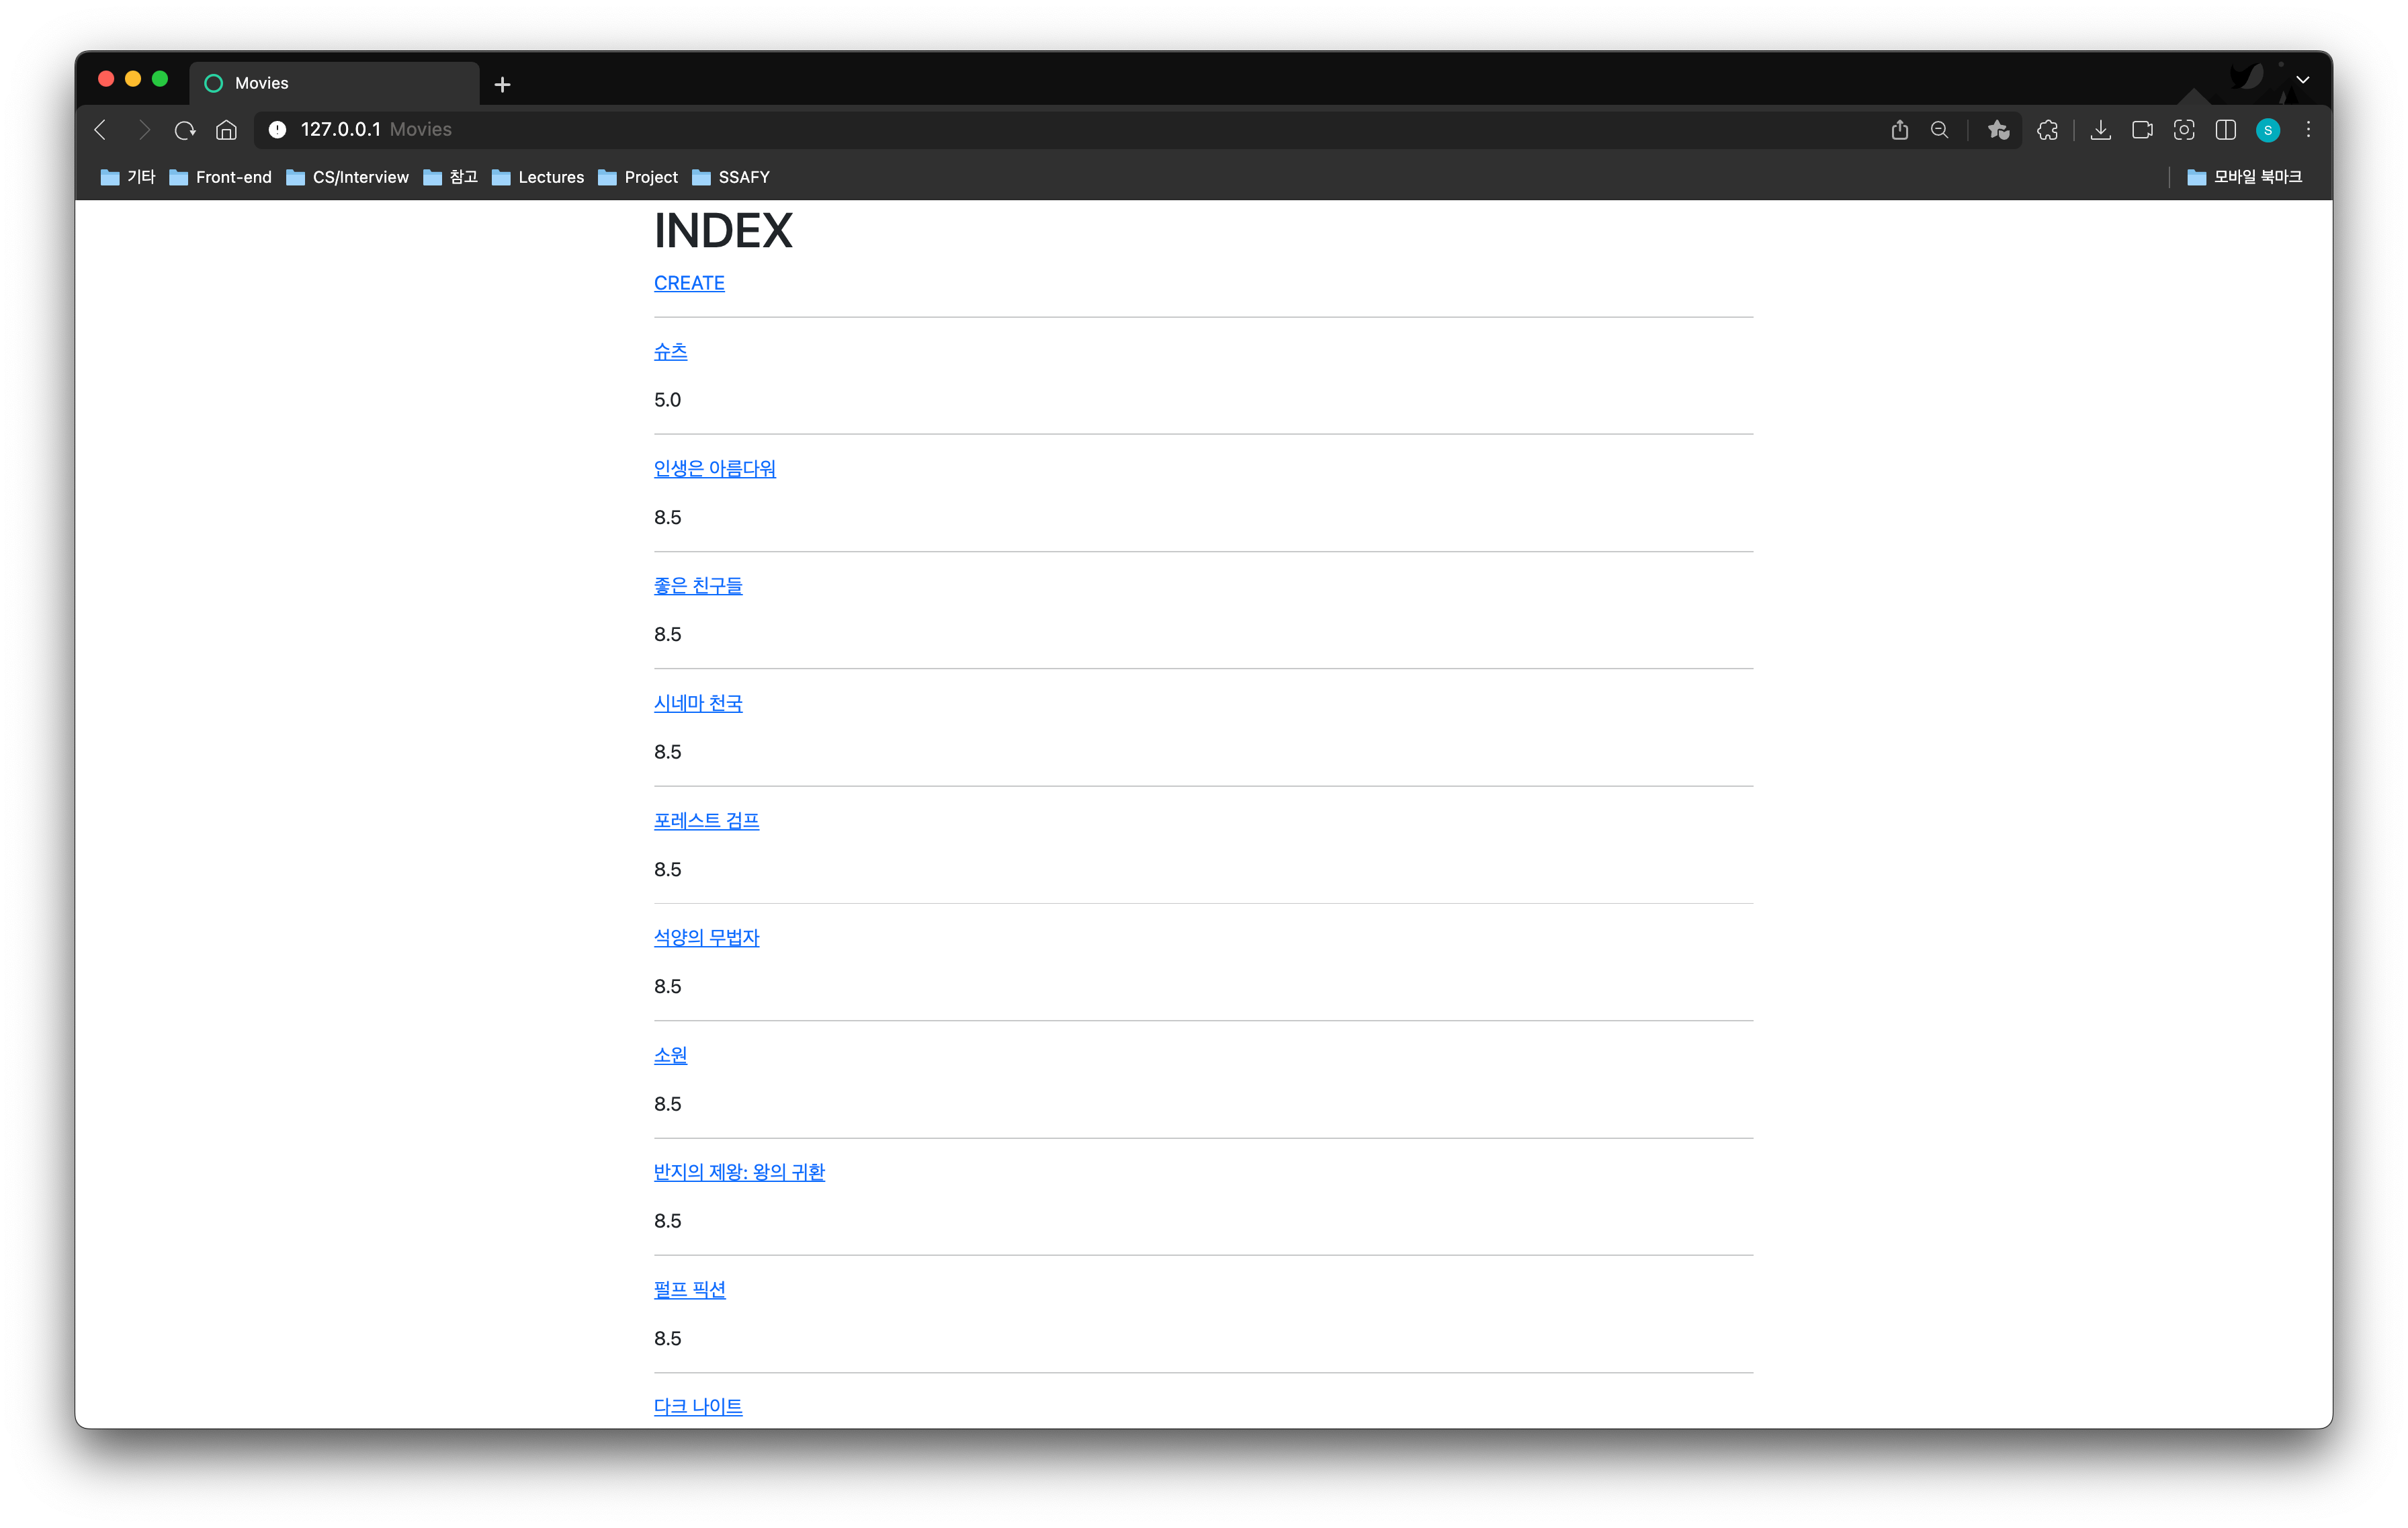 Movies
127.0.0.1 Movies
기타 Front-end CS/Interview 참고 Lectures Project SSAFY 모바일 북마크
INDEX
CREATE
슈츠
5.0
인생은 아름다워
8.5
좋은 친구들
8.5
시네마 천국
8.5
포레스트 검프
8.5
석양의 무법자
8.5
소원
8.5
반지의 제왕: 왕의 귀환
8.5
펄프 픽션
8.5
다크 나이트